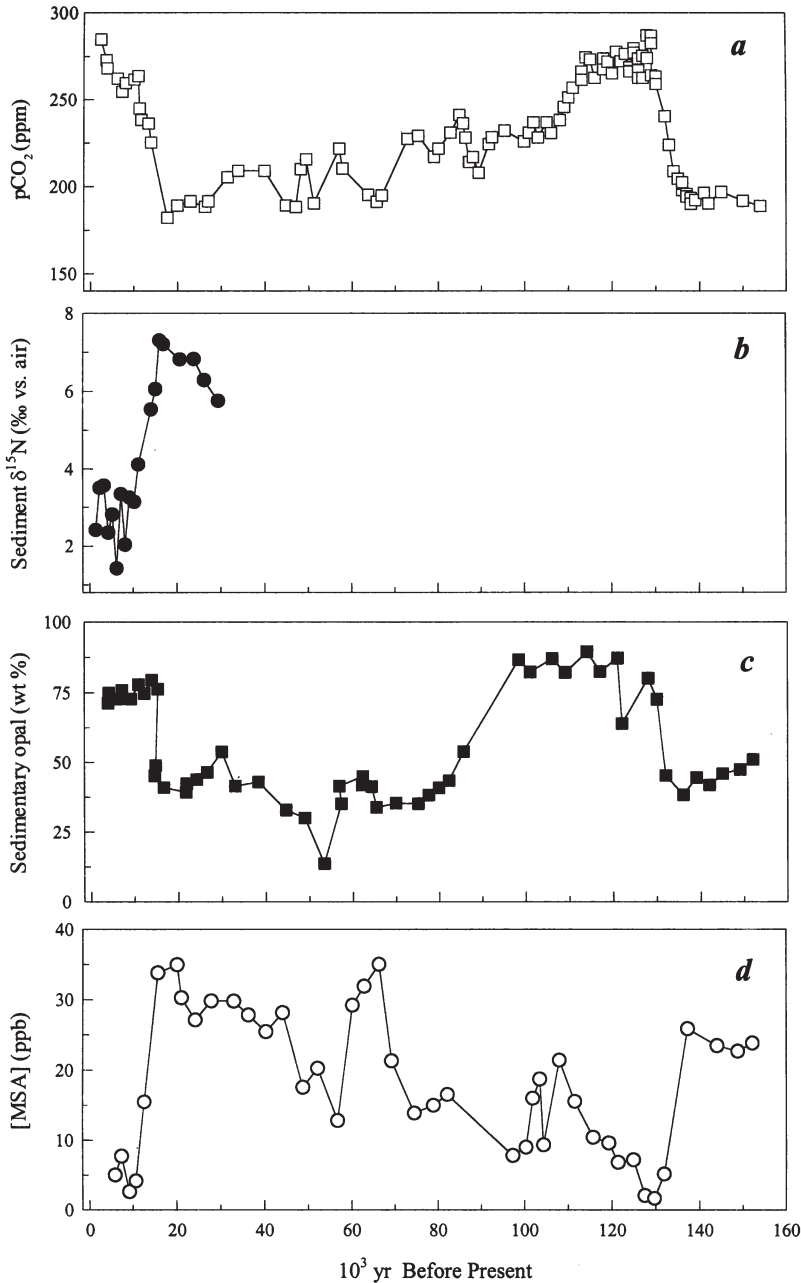 300
250
200
150
pCO₂ (ppm)
a
8
6
4
2
Sediment δ¹⁵N (‰ vs. air)
b
100
75
50
25
0
Sedimentary opal (wt %)
c
40
30
20
10
0
[MSA] (ppb)
d
0 20 40 60 80 100 120 140 160
10³ yr Before Present